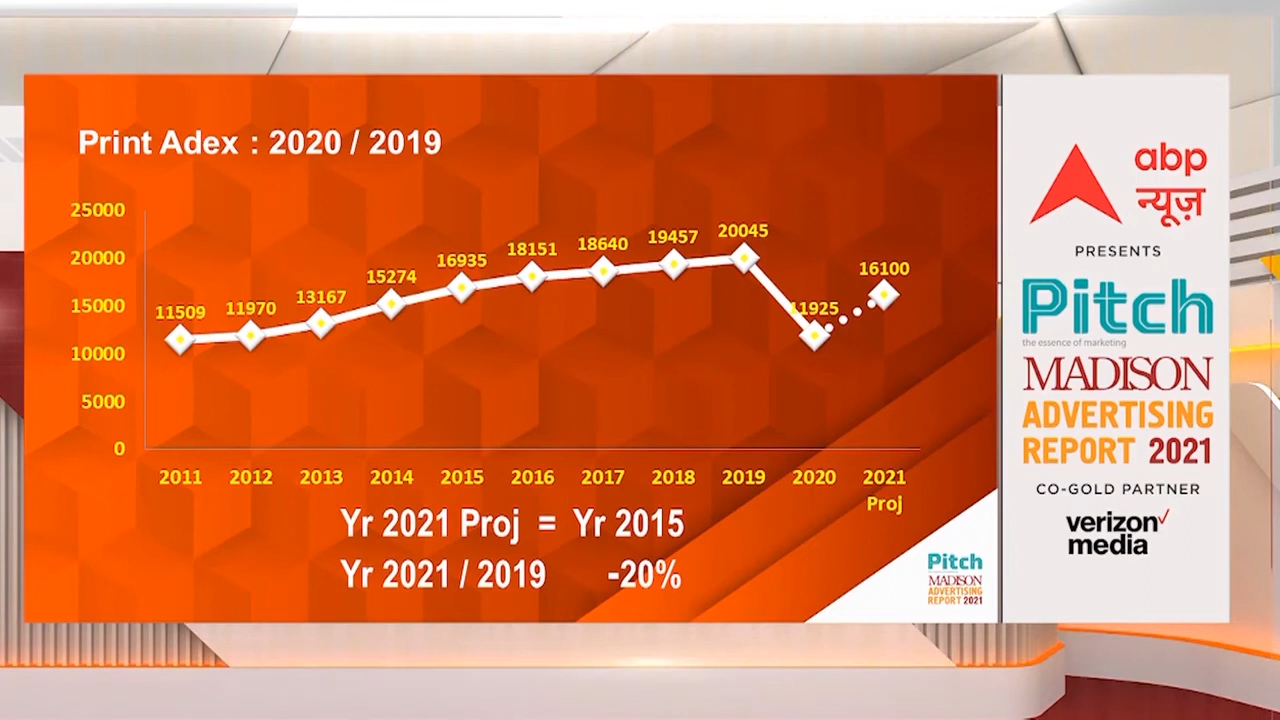 Print Adex : 2020 / 2019
25000
20000
15000
10000
5000
0
11509
11970
13167
15274
16935
18151
18640
19457
20045
11925
16100
2011 2012 2013 2014 2015 2016 2017 2018 2019 2020 2021
Proj
Yr 2021 Proj = Yr 2015
Yr 2021 / 2019 -20%
Pitch
MADISON
ADVERTISING
REPORT 2021
abp
न्यूज़
PRESENTS
Pitch
the essence of marketing
MADISON
ADVERTISING
REPORT 2021
CO-GOLD PARTNER
verizon
media